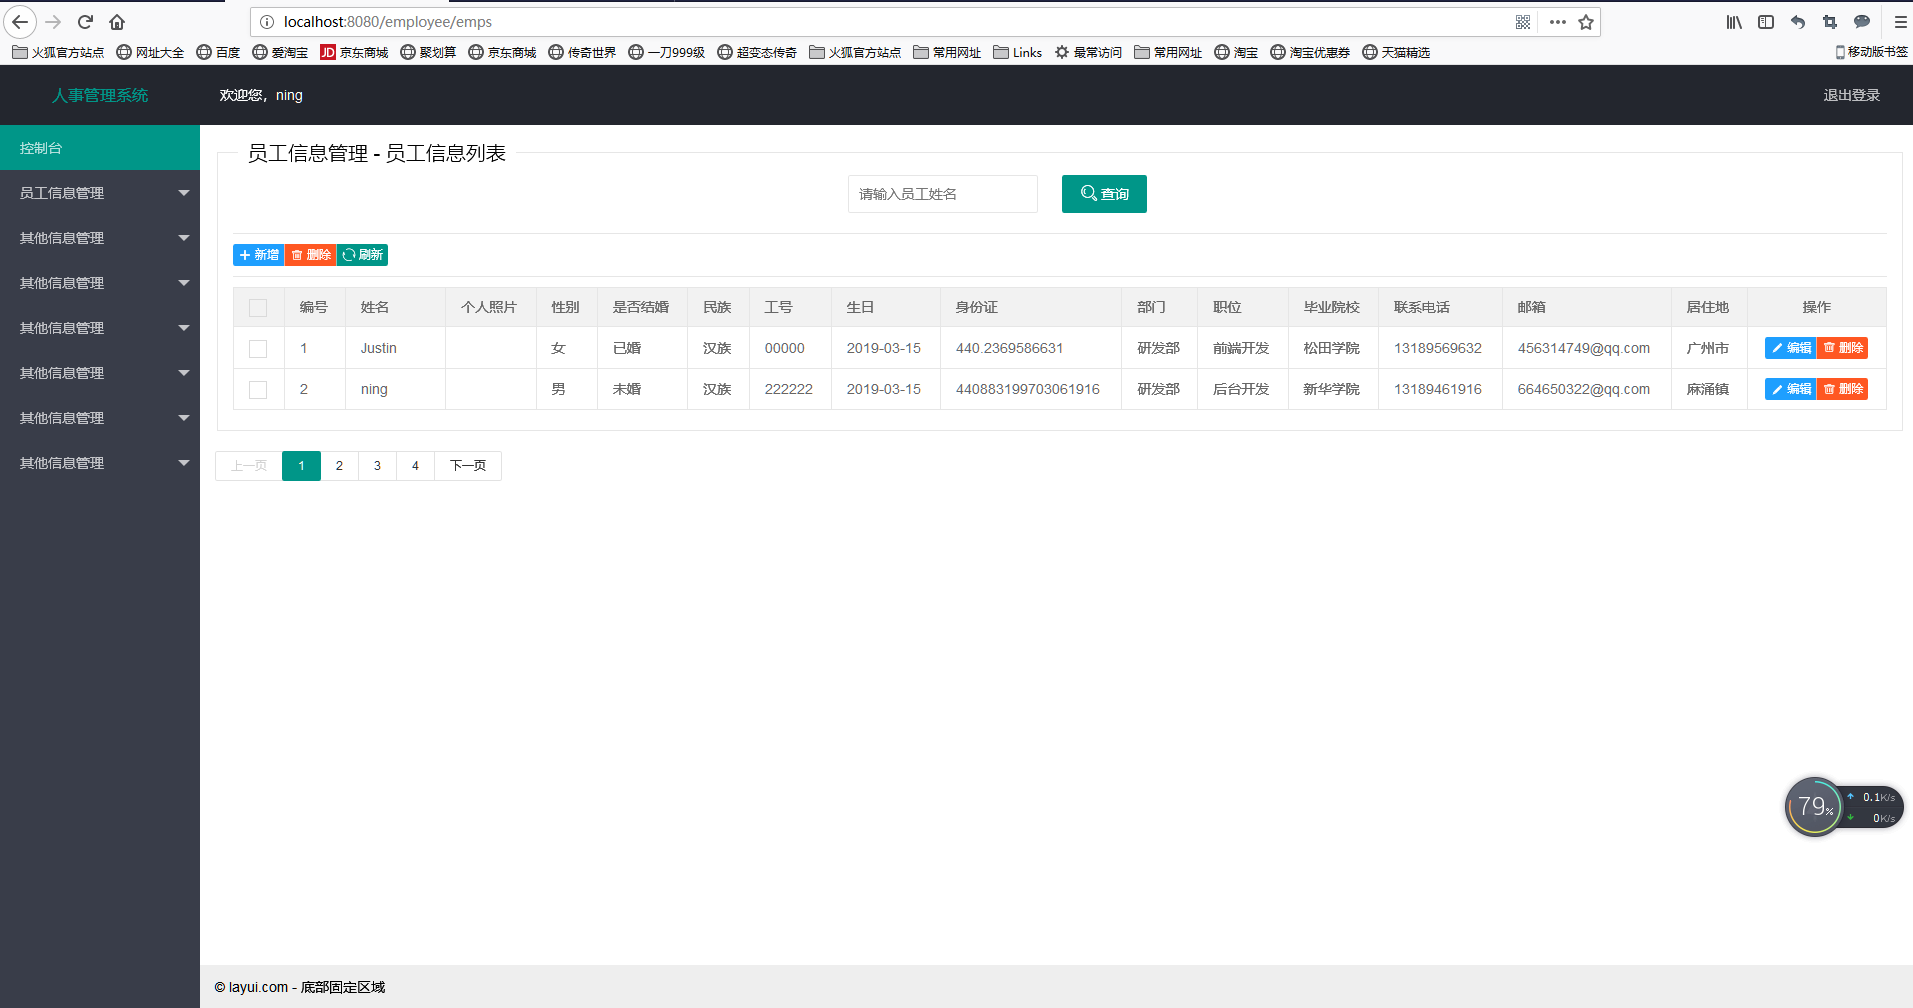 localhost:8080/employee/emps
火狐官方站点 网址大全 百度 爱淘宝 JD 京东商城 聚划算 京东商城 传奇世界 一刀999级 超变态传奇 火狐官方站点 常用网址 Links 最常访问 常用网址 淘宝 淘宝优惠券 天猫精选 移动版书签
人事管理系统 欢迎您，ning 退出登录
控制台
员工信息管理
其他信息管理
其他信息管理
其他信息管理
其他信息管理
其他信息管理
其他信息管理
员工信息管理 - 员工信息列表
请输入员工姓名 查询
新增 删除 刷新
编号 姓名 个人照片 性别 是否结婚 民族 工号 生日 身份证 部门 职位 毕业院校 联系电话 邮箱 居住地 操作
1 Justin 女 已婚 汉族 00000 2019-03-15 440.2369586631 研发部 前端开发 松田学院 13189569632 456314749@qq.com 广州市 编辑 删除
2 ning 男 未婚 汉族 222222 2019-03-15 440883199703061916 研发部 后台开发 新华学院 13189461916 664650322@qq.com 麻涌镇 编辑 删除
上一页 1 2 3 4 下一页
79% 0.1K/s
0K/s
© layui.com - 底部固定区域